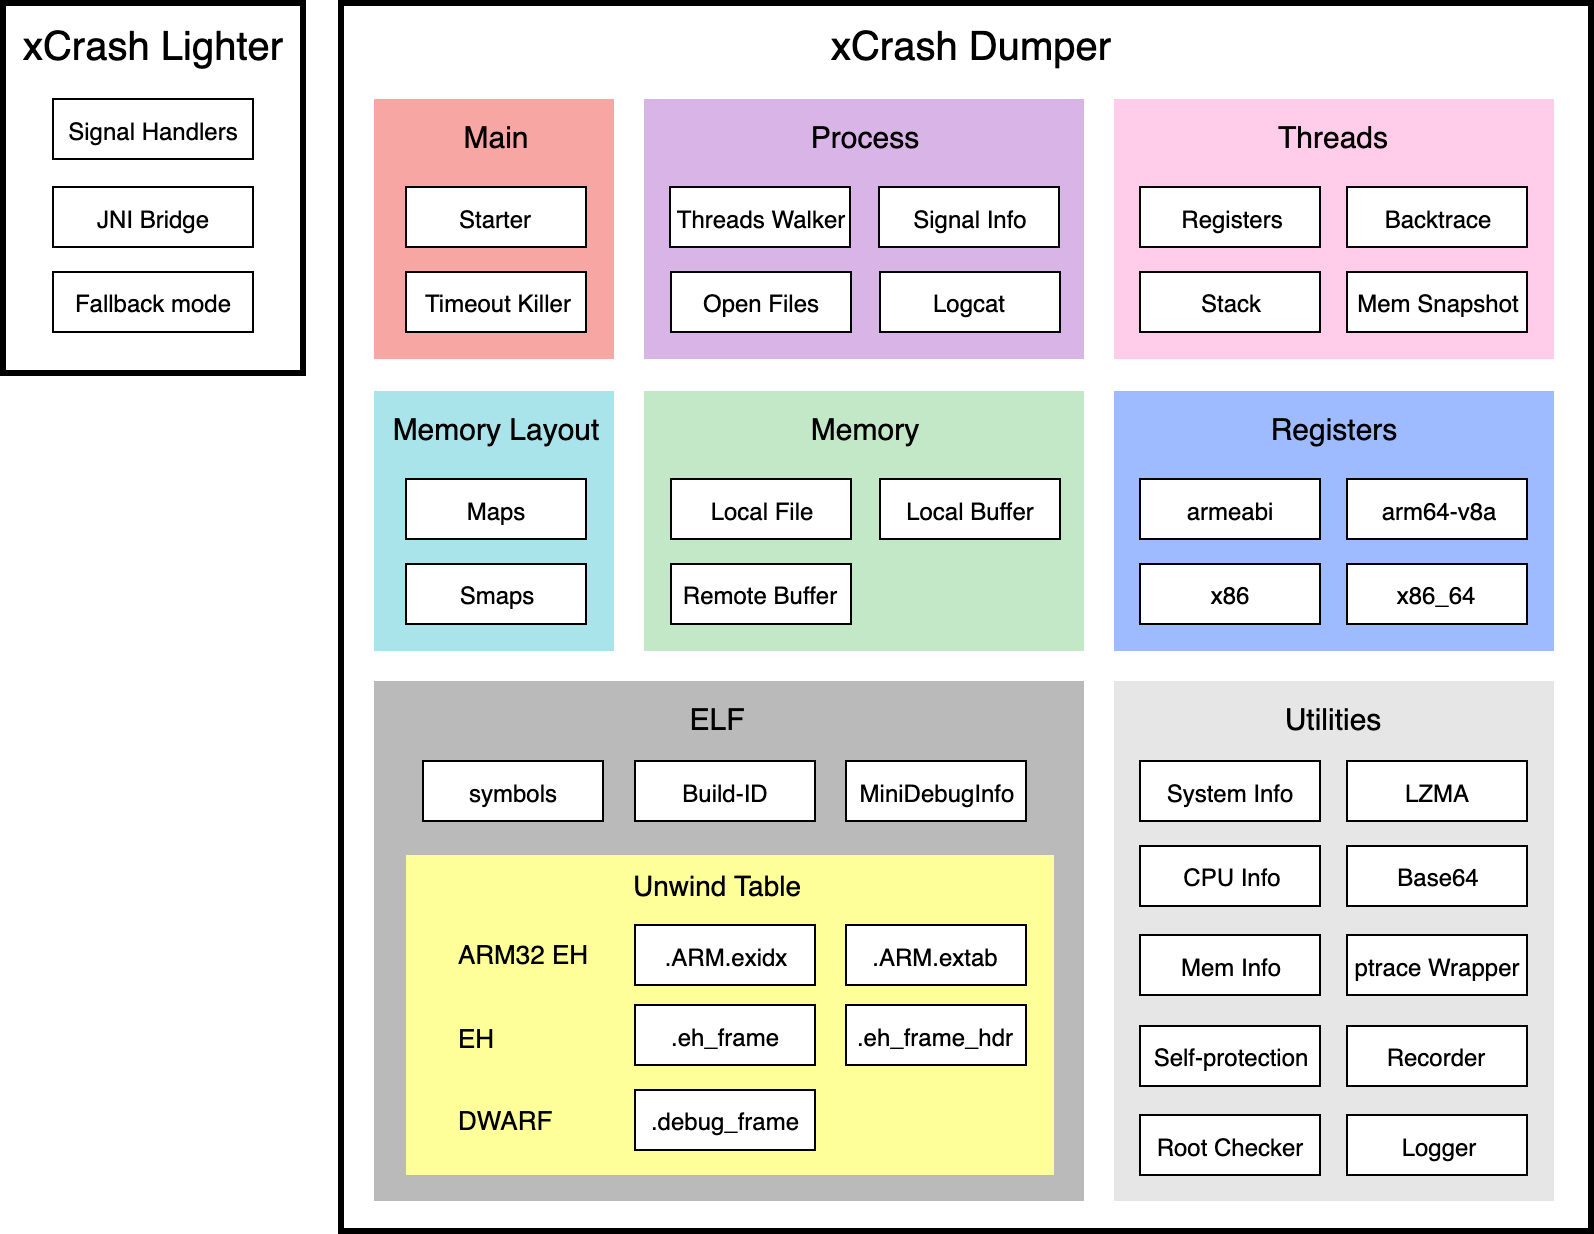 xCrash Lighter
Signal Handlers
JNI Bridge
Fallback mode
xCrash Dumper
Main
Starter
Timeout Killer
Process
Threads Walker
Signal Info
Open Files
Logcat
Threads
Registers
Backtrace
Stack
Mem Snapshot
Memory Layout
Maps
Smaps
Memory
Local File
Local Buffer
Remote Buffer
Registers
armeabi
arm64-v8a
x86
x86_64
ELF
symbols
Build-ID
MiniDebugInfo
Unwind Table
ARM32 EH
.ARM.exidx
.ARM.extab
EH
.eh_frame
.eh_frame_hdr
DWARF
.debug_frame
Utilities
System Info
LZMA
CPU Info
Base64
Mem Info
ptrace Wrapper
Self-protection
Recorder
Root Checker
Logger